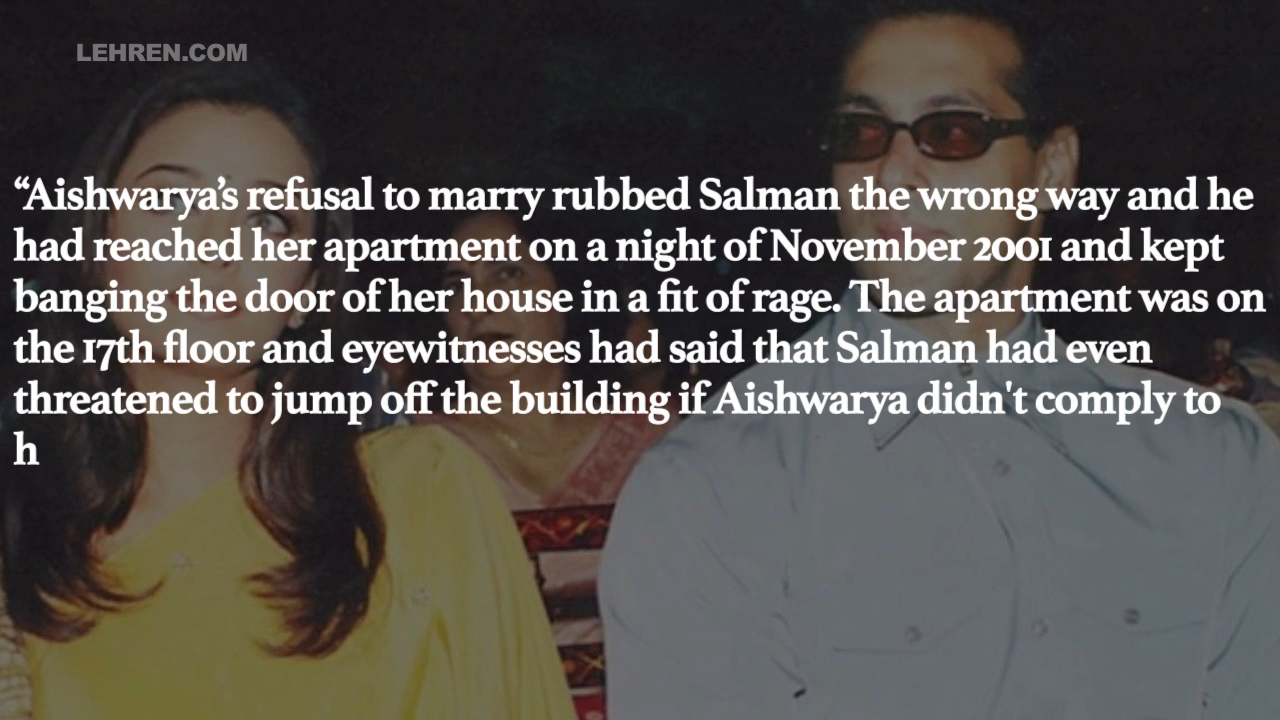 LEHREN.COM
“Aishwarya’s refusal to marry rubbed Salman the wrong way and he
had reached her apartment on a night of November 2001 and kept
banging the door of her house in a fit of rage. The apartment was on
the 17th floor and eyewitnesses had said that Salman had even
threatened to jump off the building if Aishwarya didn't comply to
h